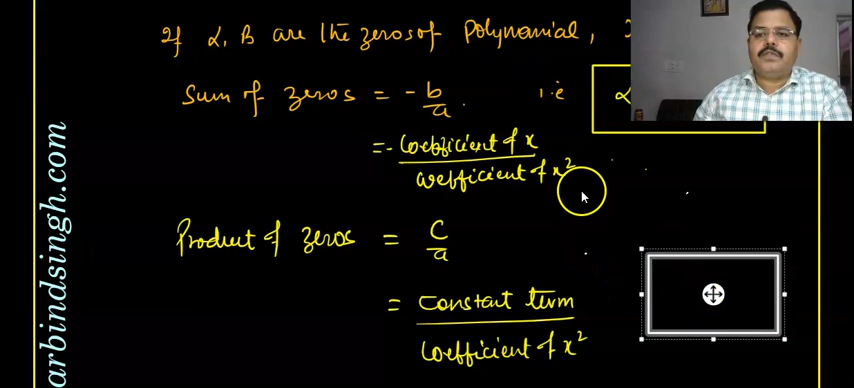 If α, β are the zeros of polynomial,
Sum of zeros = - b/a . i.e α
= - coefficient of x / coefficient of x²
Product of zeros = c/a
= constant term / coefficient of x²
arbindsingh.com